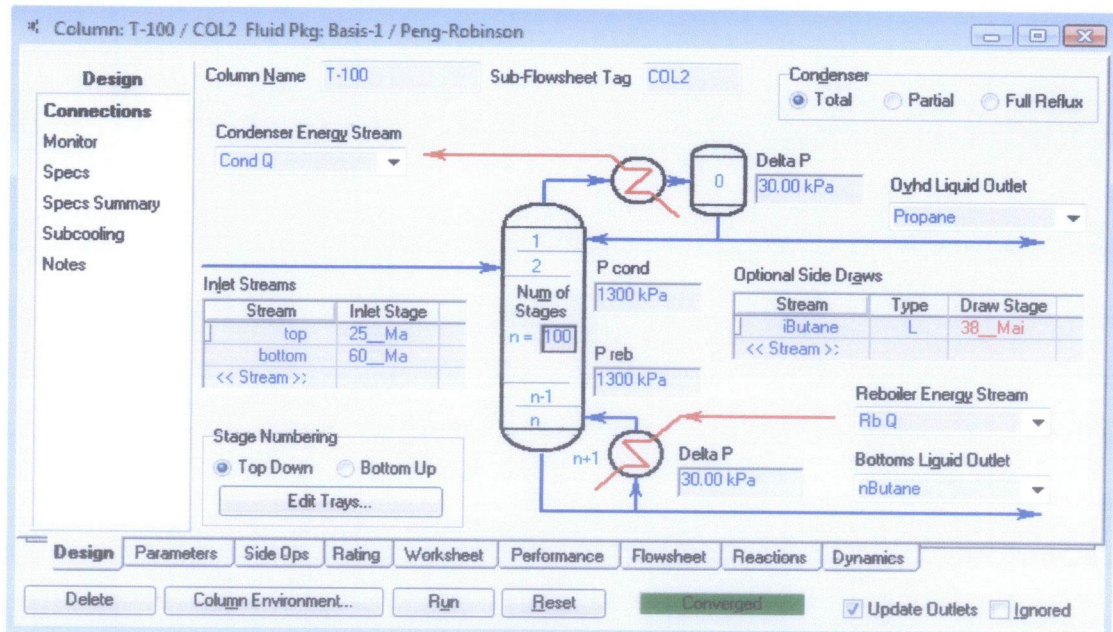 Column: T-100 / COL2 Fluid Pkg: Basis-1 / Peng-Robinson
Design
Connections
Monitor
Specs
Specs Summary
Subcooling
Notes
Column Name T-100 Sub-Flowsheet Tag COL2
Condenser
Total Partial Full Reflux
Condenser Energy Stream
Cond Q
0
Delta P
30.00 kPa
Ovhd Liquid Outlet
Propane
1
2
Num of
Stages
n = 100
n-1
n
n+1
P cond
1300 kPa
P reb
1300 kPa
Inlet Streams
Stream Inlet Stage
top 25__Ma
bottom 60__Ma
<< Stream >>
Optional Side Draws
Stream Type Draw Stage
iButane L 38__Mai
<< Stream >>
Stage Numbering
Top Down Bottom Up
Edit Trays...
Delta P
30.00 kPa
Reboiler Energy Stream
Rb Q
Bottoms Liquid Outlet
nButane
Design Parameters Side Ops Rating Worksheet Performance Flowsheet Reactions Dynamics
Delete Column Environment... Run Reset Converged Update Outlets Ignored